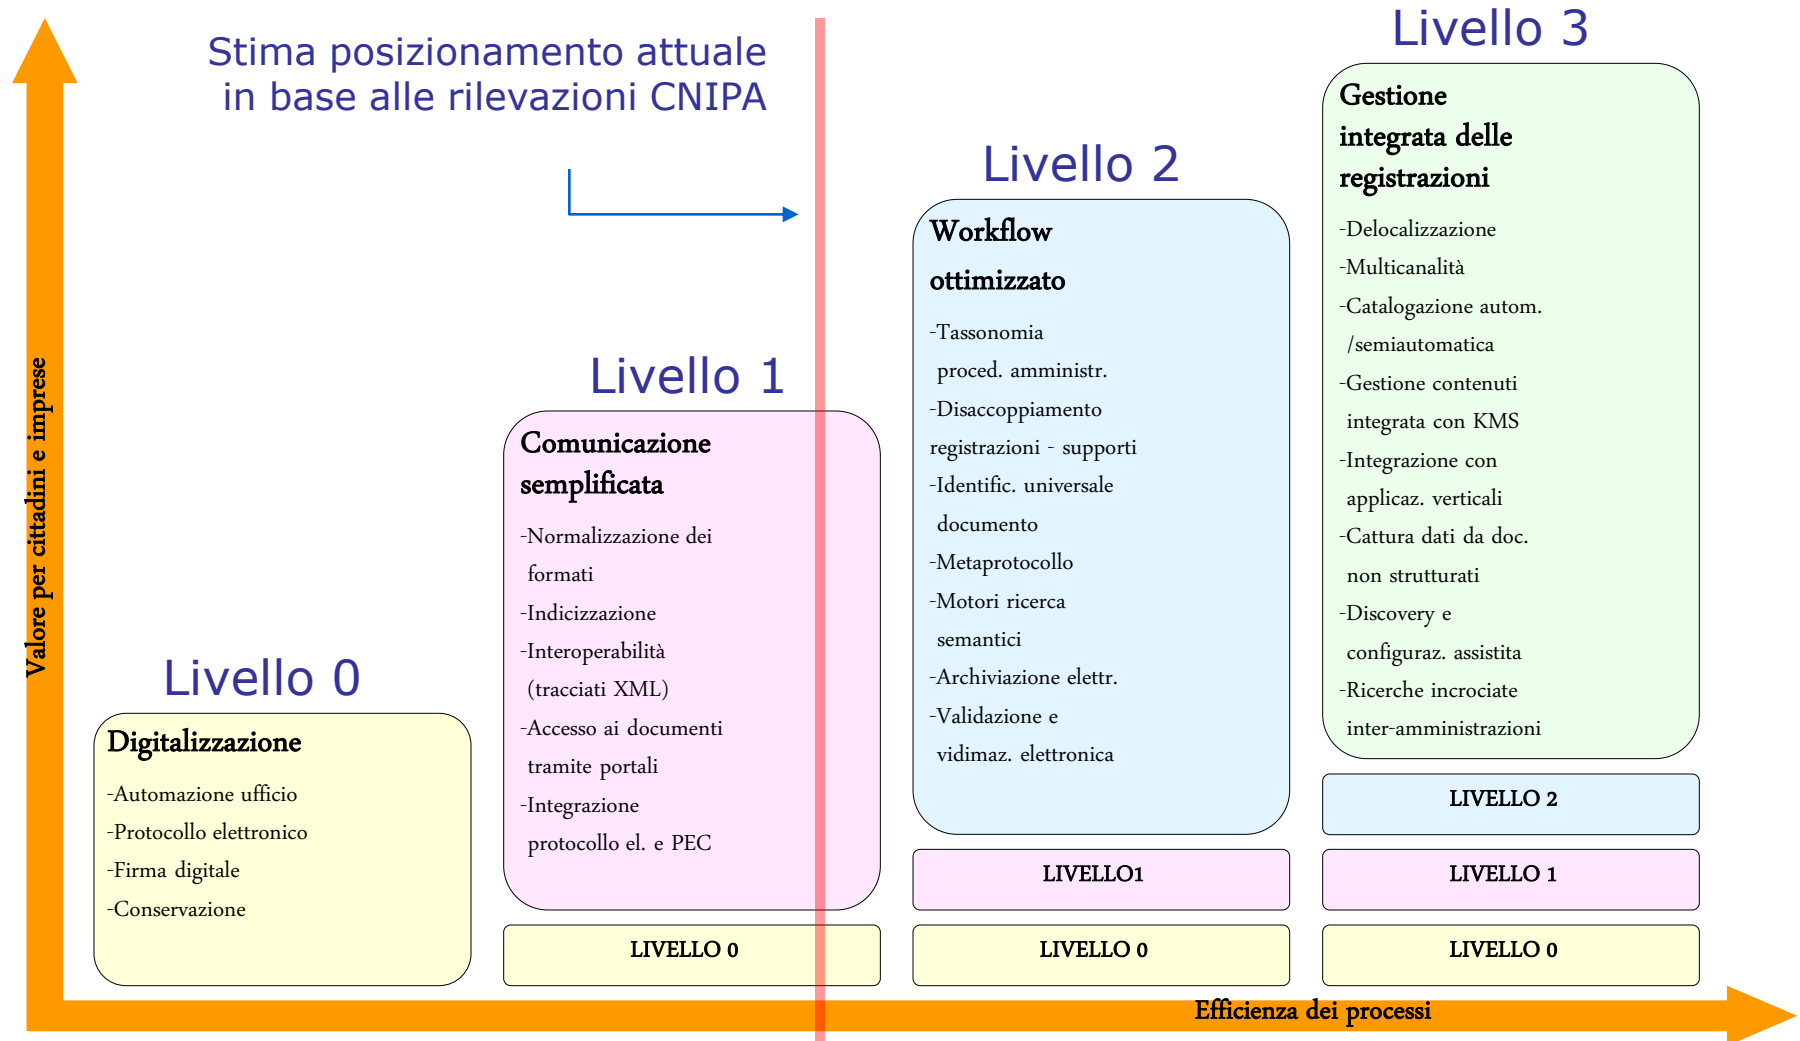 Stima posizionamento attuale
in base alle rilevazioni CNIPA
Valore per cittadini e imprese
Livello 0
Digitalizzazione
-Automazione ufficio
-Protocollo elettronico
-Firma digitale
-Conservazione
Livello 1
Comunicazione
semplificata
-Normalizzazione dei
formati
-Indicizzazione
-Interoperabilità
(tracciati XML)
-Accesso ai documenti
tramite portali
-Integrazione
protocollo el. e PEC
LIVELLO 0
Livello 2
Workflow
ottimizzato
-Tassonomia
proced. amministr.
-Disaccoppiamento
registrazioni - supporti
-Identific. universale
documento
-Metaprotocollo
-Motori ricerca
semantici
-Archiviazione elettr.
-Validazione e
vidimaz. elettronica
LIVELLO1
LIVELLO 0
Livello 3
Gestione
integrata delle
registrazioni
-Delocalizzazione
-Multicanalità
-Catalogazione autom.
/semiautomatica
-Gestione contenuti
integrata con KMS
-Integrazione con
applicaz. verticali
-Cattura dati da doc.
non strutturati
-Discovery e
configuraz. assistita
-Ricerche incrociate
inter-amministrazioni
LIVELLO 2
LIVELLO 1
LIVELLO 0
Efficienza dei processi